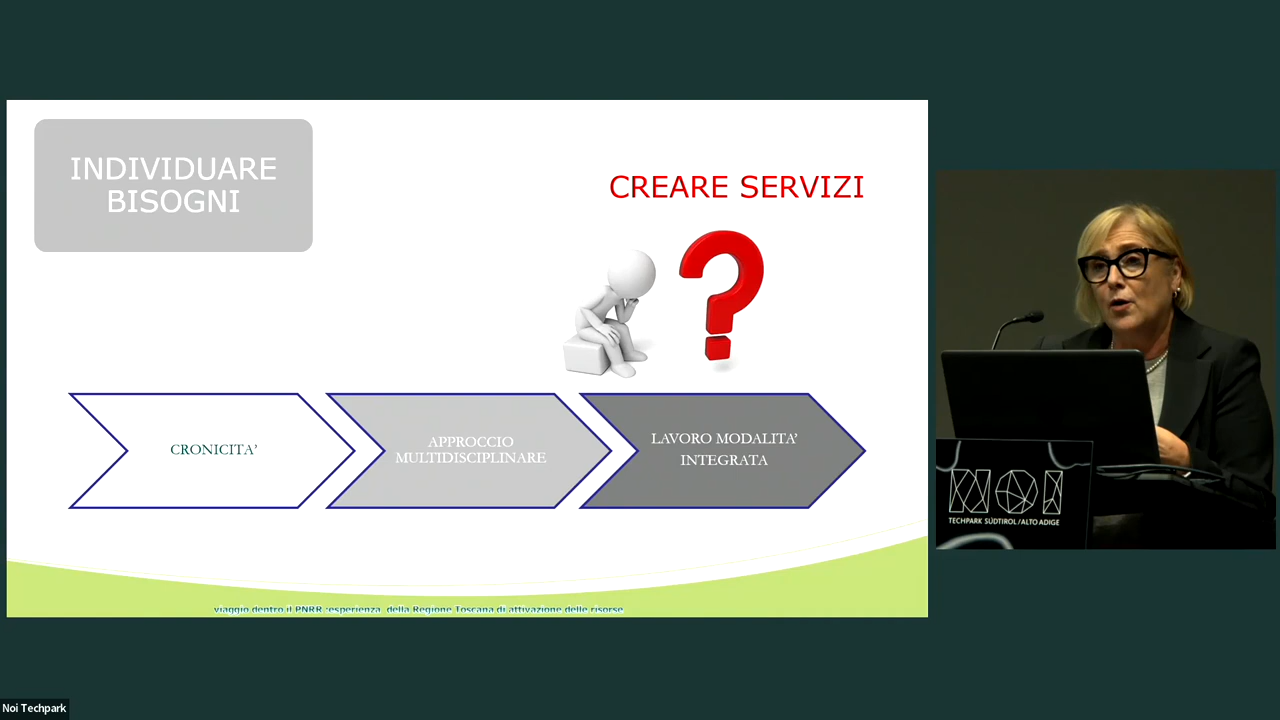 INDIVIDUARE
BISOGNI
CREARE SERVIZI
CRONICITA’
APPROCCIO
MULTIDISCIPLINARE
LAVORO MODALITA’
INTEGRATA
viaggio dentro il PNRR :esperienza della Regione Toscana di attivazione delle risorse
NOI
TECHPARK SÜDTIROL / ALTO ADIGE
Noi Techpark